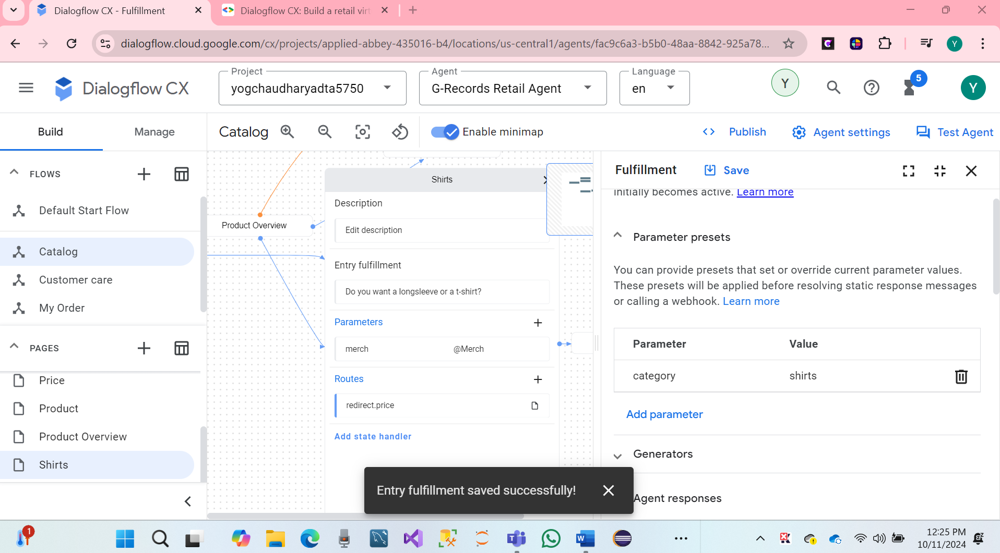 Dialogflow CX - Fulfillment
Dialogflow CX: Build a retail virt
dialogflow.cloud.google.com/cx/projects/applied-abbey-435016-b4/locations/us-central1/agents/fac9c6a3-b5b0-48aa-8842-925a78...
Y
Dialogflow CX
Project
yogchaudharyadta5750
Agent
G-Records Retail Agent
Language
en
Y
5
Y
Build
Manage
Catalog
Enable minimap
Publish
Agent settings
Test Agent
FLOWS
Default Start Flow
Catalog
Customer care
My Order
PAGES
Price
Product
Product Overview
Shirts
Product Overview
Shirts
Description
Edit description
Entry fulfillment
Do you want a longsleeve or a t-shirt?
Parameters
merch
@Merch
Routes
redirect.price
Add state handler
Fulfillment
Save
initially becomes active. Learn more
Parameter presets
You can provide presets that set or override current parameter values.
These presets will be applied before resolving static response messages
or calling a webhook. Learn more
Parameter
Value
category
shirts
Add parameter
Generators
Agent responses
Entry fulfillment saved successfully!
1
12:25 PM
10/11/2024